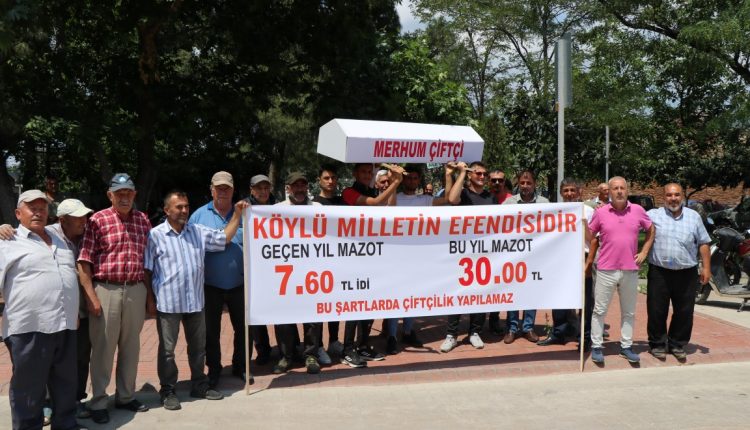 MERHUM ÇİFTÇİ
KÖYLÜ MİLLETİN EFENDİSİDİR
GEÇEN YIL MAZOT
7.60 TL İDİ
BU YIL MAZOT
30.00 TL
BU ŞARTLARDA ÇİFTÇİLİK YAPILAMAZ